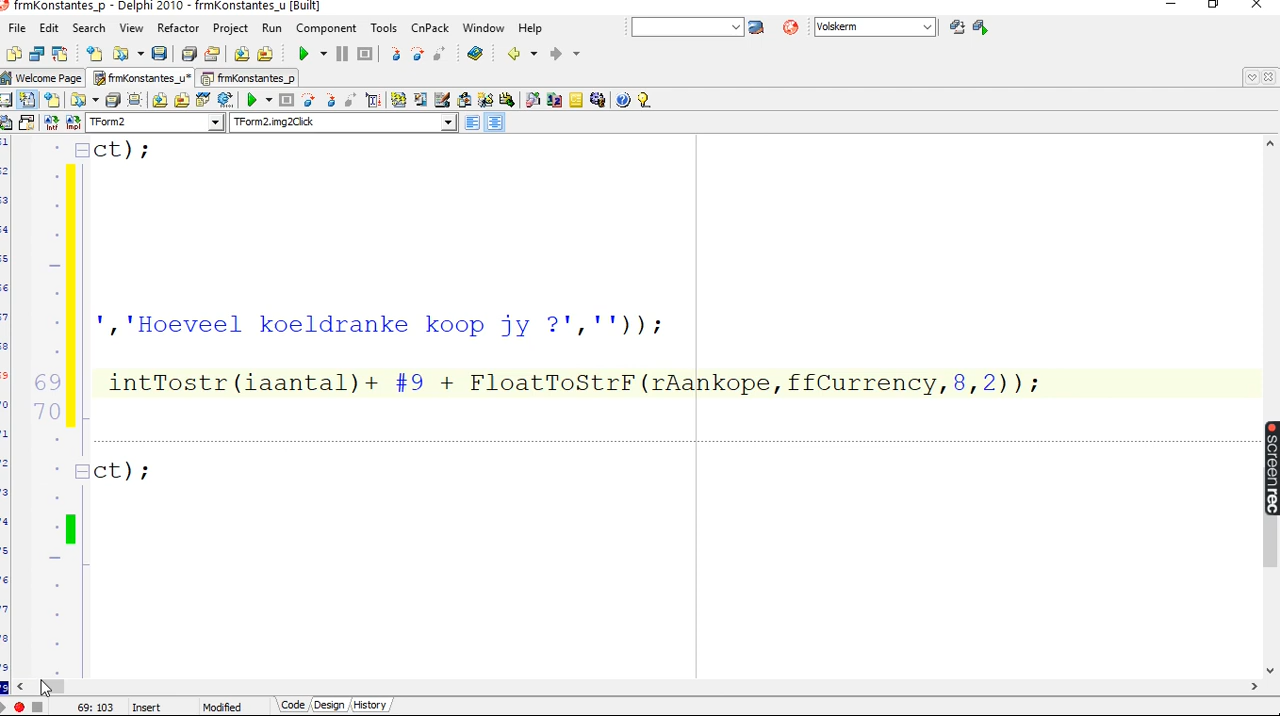 frmKonstantes_p - Delphi 2010 - frmKonstantes_u [Built]
File Edit Search View Refactor Project Run Component Tools CnPack Window Help Volskerm
Welcome Page frmKonstantes_u* frmKonstantes_p
TForm2 TForm2.img2Click
ct);
','Hoeveel koeldranke koop jy ?',''));
69 intTostr(iaantal)+ #9 + FloatToStrF(rAankope,ffCurrency,8,2));
70
ct);
screenrec
69: 103 Insert Modified Code Design History